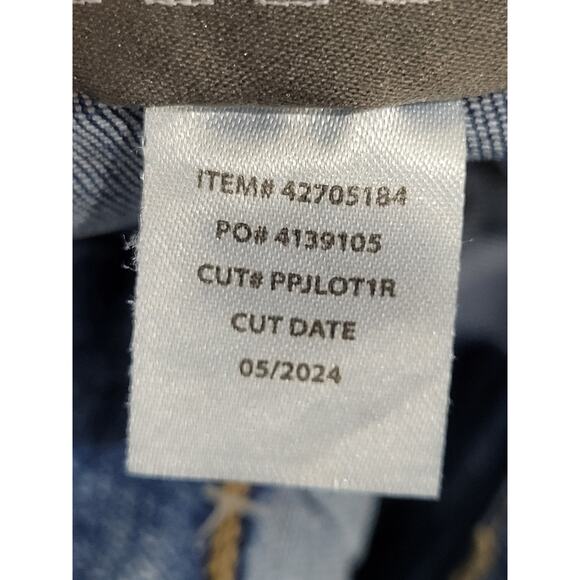 ITEM# 42705184
PO# 4139105
CUT# PPJLOT1R
CUT DATE
05/2024